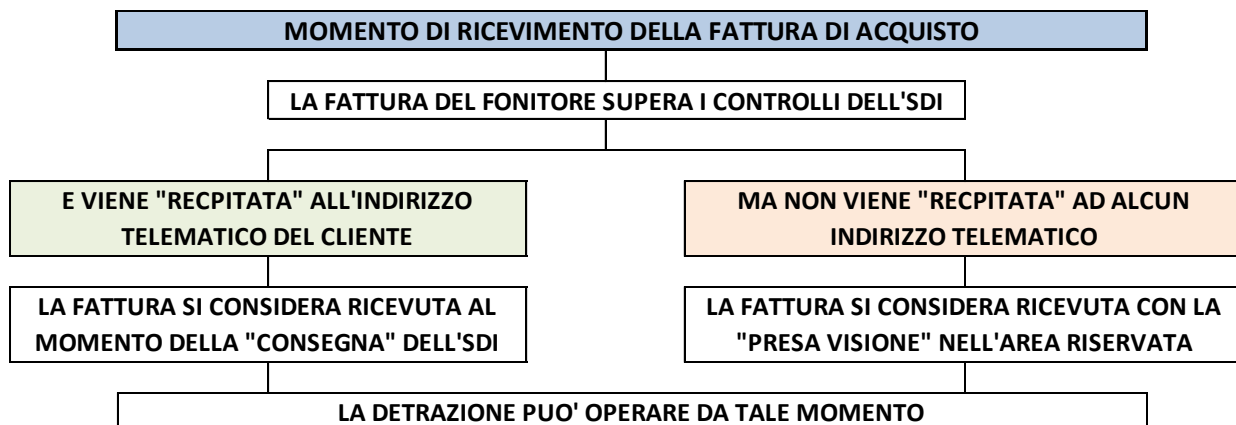 MOMENTO DI RICEVIMENTO DELLA FATTURA DI ACQUISTO
LA FATTURA DEL FONITORE SUPERA I CONTROLLI DELL'SDI
E VIENE "RECPITATA" ALL'INDIRIZZO
TELEMATICO DEL CLIENTE
MA NON VIENE "RECPITATA" AD ALCUN
INDIRIZZO TELEMATICO
LA FATTURA SI CONSIDERA RICEVUTA AL
MOMENTO DELLA "CONSEGNA" DELL'SDI
LA FATTURA SI CONSIDERA RICEVUTA CON LA
"PRESA VISIONE" NELL'AREA RISERVATA
LA DETRAZIONE PUO' OPERARE DA TALE MOMENTO